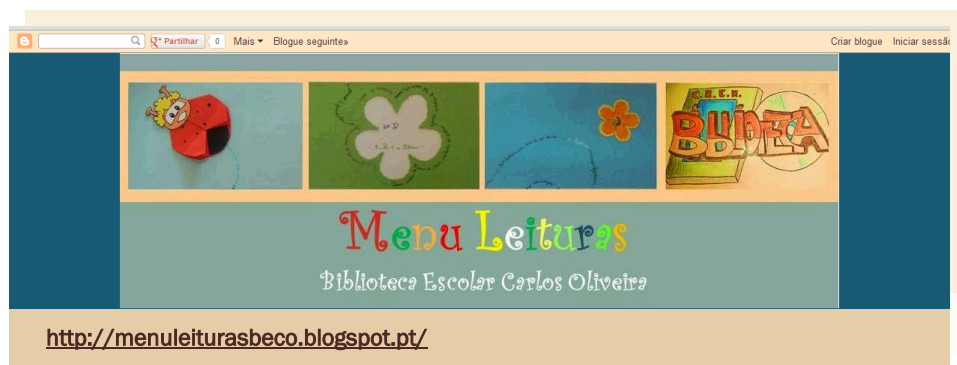 Partilhar 0 Mais Blogue seguinte» Criar blogue Iniciar sessão
C.R.E.M.
BiBLiOTECA
Menu Leituras
Biblioteca Escolar Carlos Oliveira
http://menuleiturasbeco.blogspot.pt/